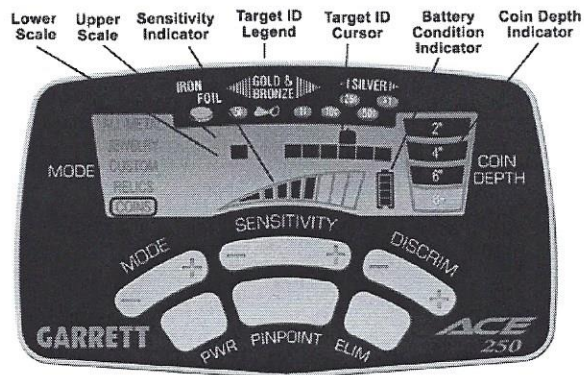 Lower Scale
Upper Scale
Sensitivity Indicator
Target ID Legend
Target ID Cursor
Battery Condition Indicator
Coin Depth Indicator
IRON
FOIL
GOLD & BRONZE
SILVER
5¢
1¢
10¢
25¢
50¢
$1
MODE
JEWELRY
CUSTOM
RELICS
COINS
2"
4"
6"
8"
COIN DEPTH
SENSITIVITY
MODE
DISCRIM
- +
- +
- +
GARRETT
PWR
PINPOINT
ELIM
ACE
250